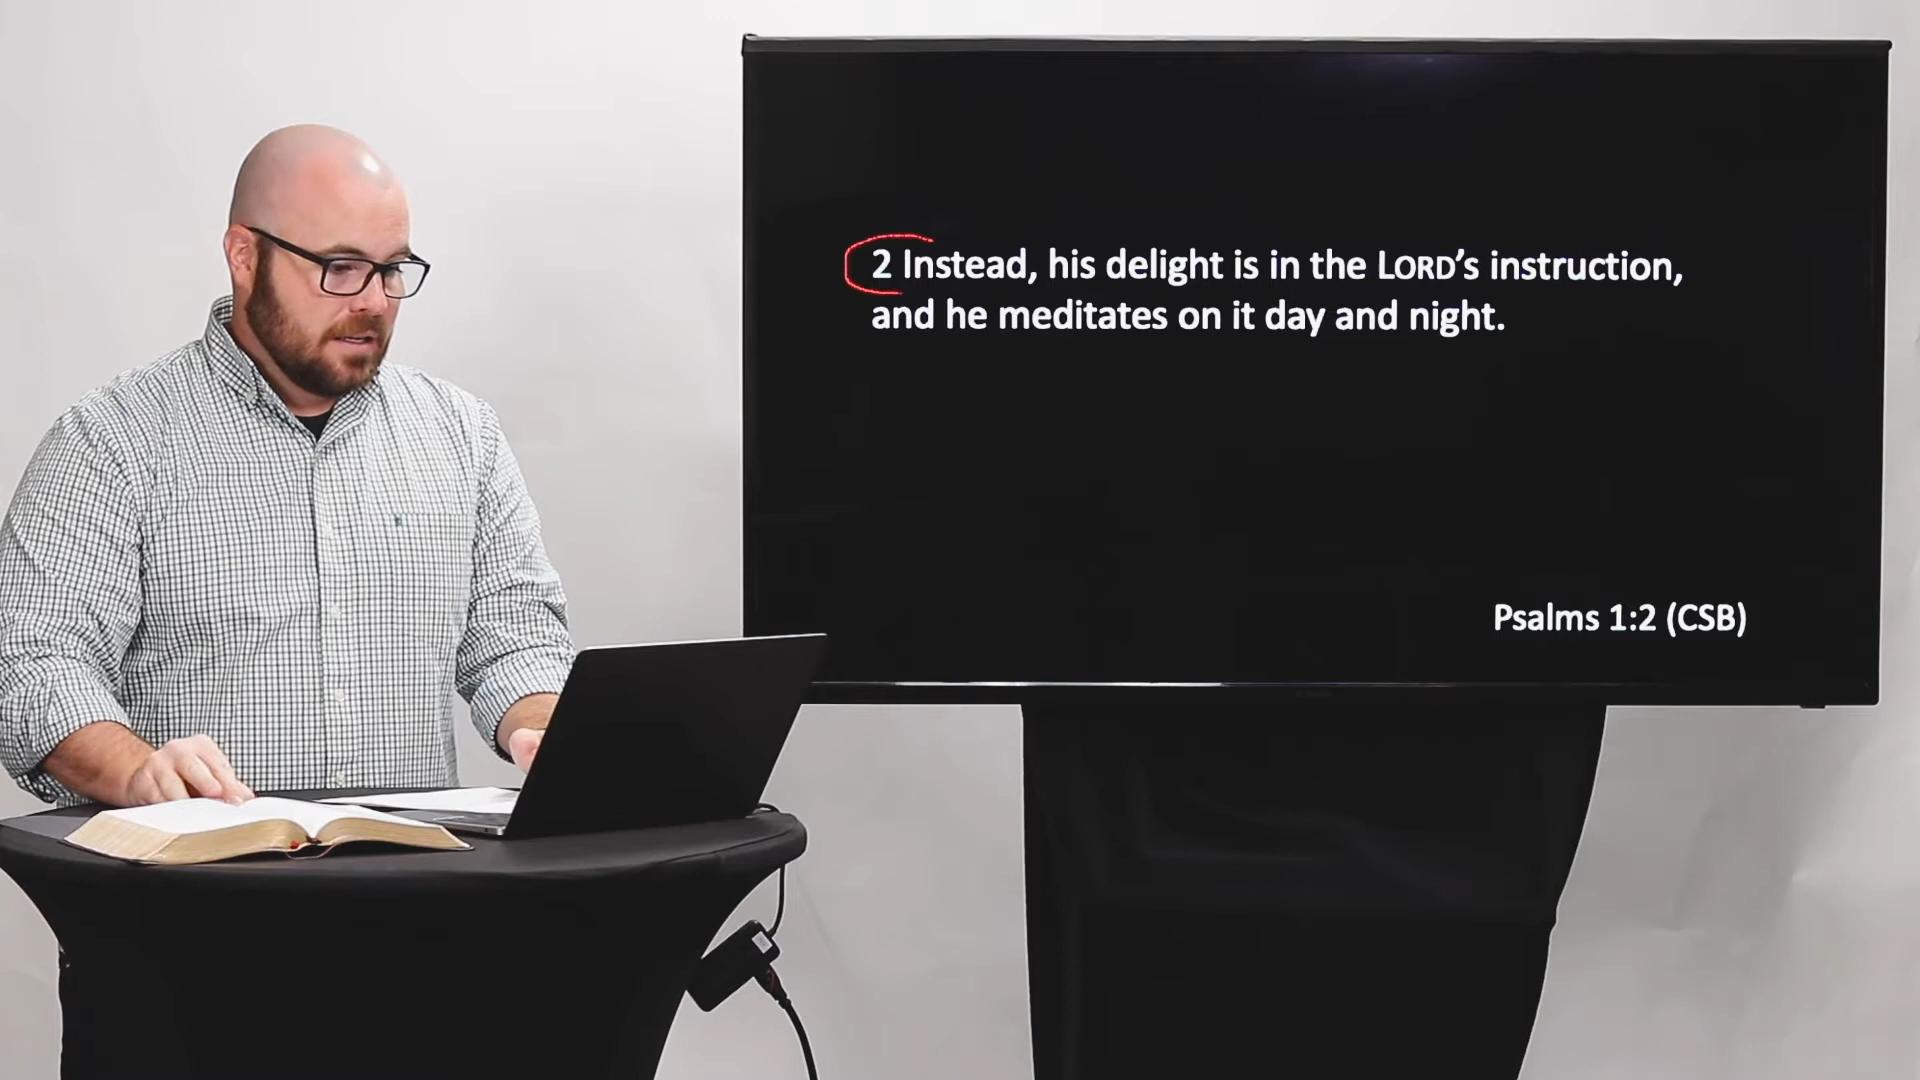 2 Instead, his delight is in the LORD’s instruction,
and he meditates on it day and night.
Psalms 1:2 (CSB)